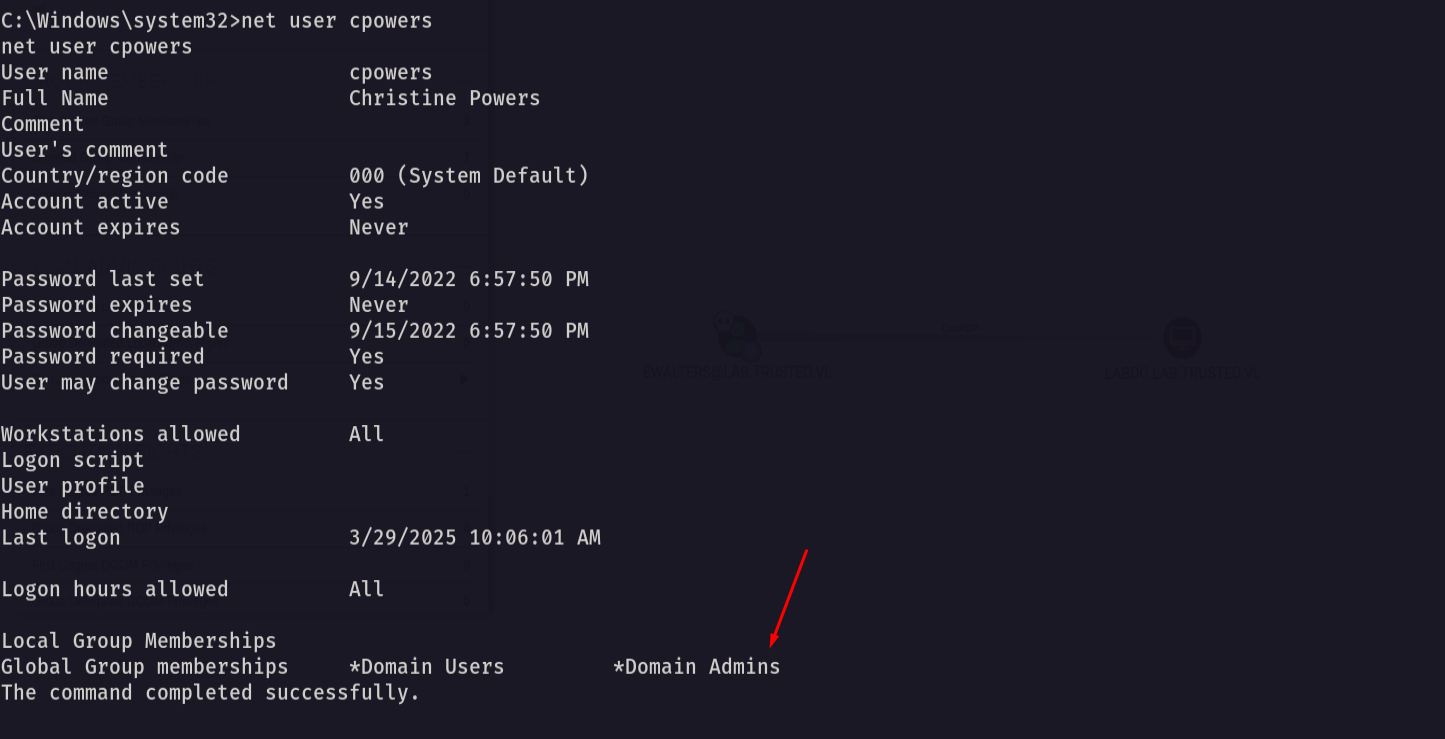 C:\Windows\system32>net user cpowers
net user cpowers
User name                    cpowers
Full Name                    Christine Powers
Comment
User's comment
Country/region code          000 (System Default)
Account active               Yes
Account expires              Never

Password last set            9/14/2022 6:57:50 PM
Password expires             Never
Password changeable          9/15/2022 6:57:50 PM
Password required            Yes
User may change password     Yes

Workstations allowed         All
Logon script
User profile
Home directory
Last logon                   3/29/2025 10:06:01 AM

Logon hours allowed          All

Local Group Memberships
Global Group memberships     *Domain Users         *Domain Admins
The command completed successfully.